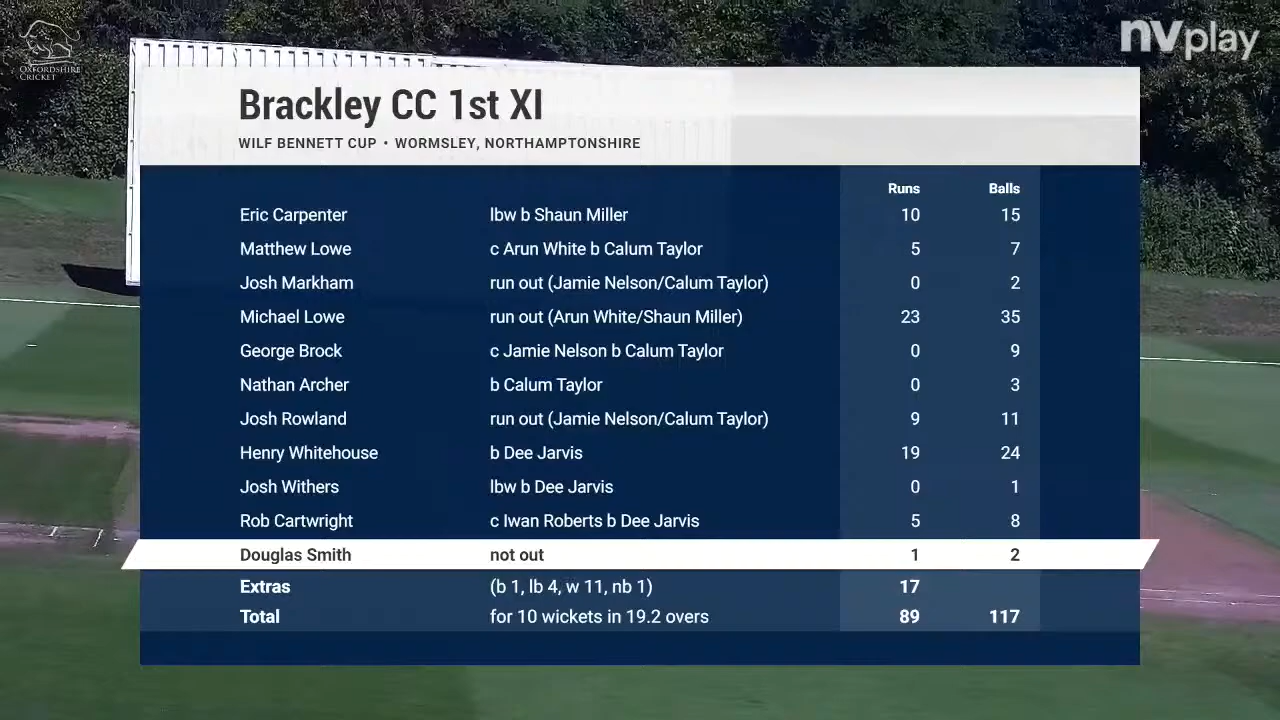 OXFORDSHIRE
CRICKET
nvplay
Brackley CC 1st XI
WILF BENNETT CUP • WORMSLEY, NORTHAMPTONSHIRE
Runs Balls
Eric Carpenter lbw b Shaun Miller 10 15
Matthew Lowe c Arun White b Calum Taylor 5 7
Josh Markham run out (Jamie Nelson/Calum Taylor) 0 2
Michael Lowe run out (Arun White/Shaun Miller) 23 35
George Brock c Jamie Nelson b Calum Taylor 0 9
Nathan Archer b Calum Taylor 0 3
Josh Rowland run out (Jamie Nelson/Calum Taylor) 9 11
Henry Whitehouse b Dee Jarvis 19 24
Josh Withers lbw b Dee Jarvis 0 1
Rob Cartwright c Iwan Roberts b Dee Jarvis 5 8
Douglas Smith not out 1 2
Extras (b 1, lb 4, w 11, nb 1) 17
Total for 10 wickets in 19.2 overs 89 117